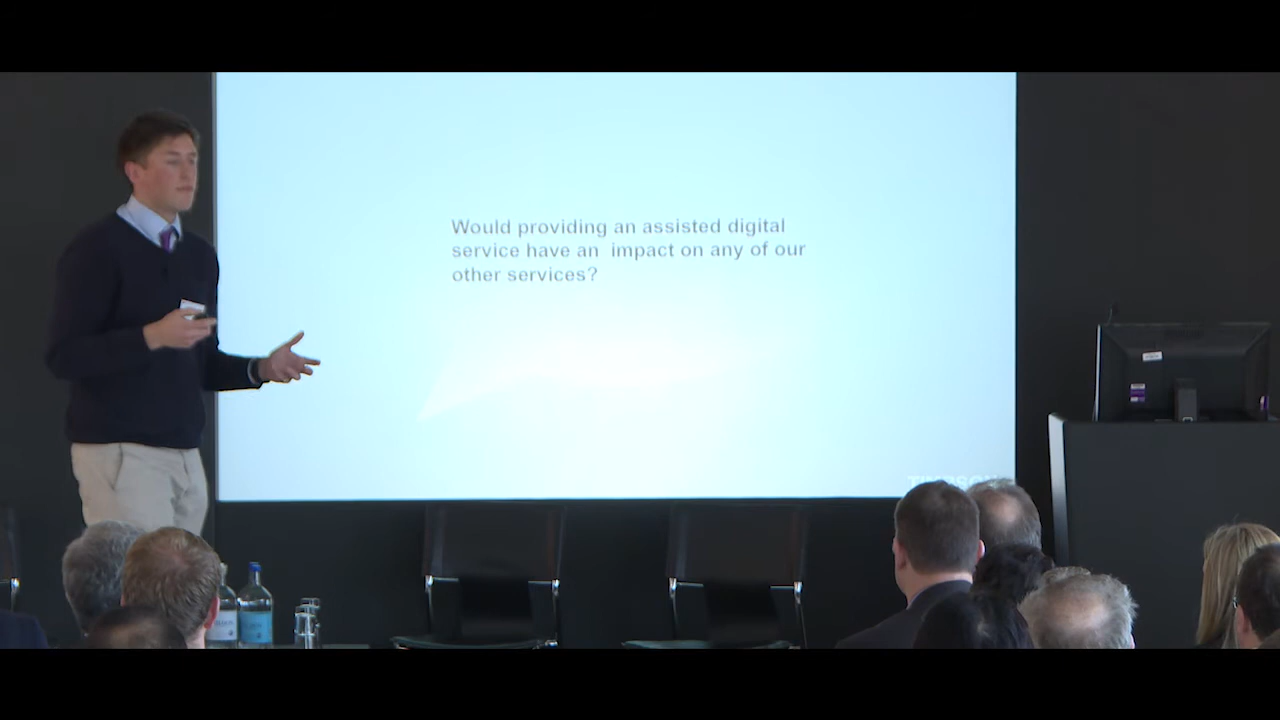 Would providing an assisted digital
service have an  impact on any of our
other services?